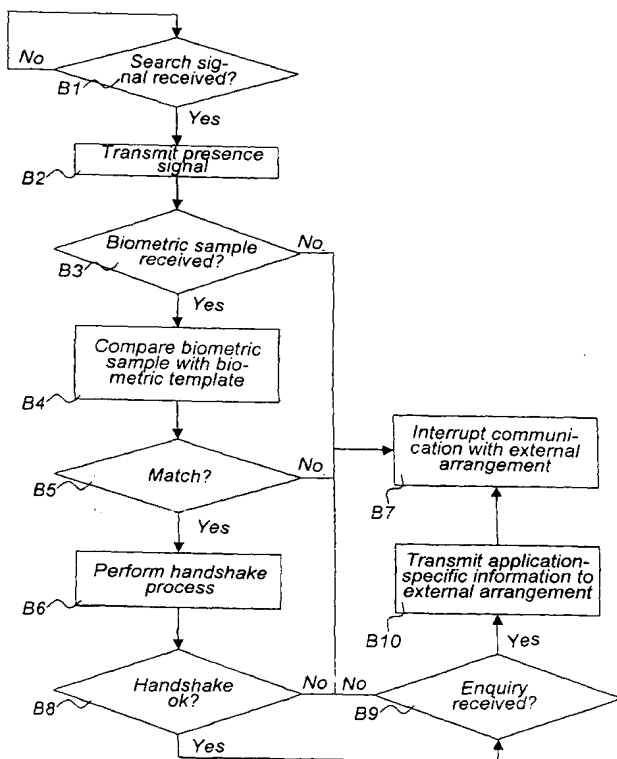 No
Search sig-
nal received?
B1
Yes
Transmit presence
signal
B2
Biometric sample
received?
No
B3
Yes
Compare biometric
sample with bio-
metric template
B4
Match?
No
B5
Yes
Perform handshake
process
B6
Handshake
ok?
No
B8
Yes
Interrupt communi-
cation with external
arrangement
B7
Transmit application-
specific information to
external arrangement
B10
Yes
No
Enquiry
received?
B9